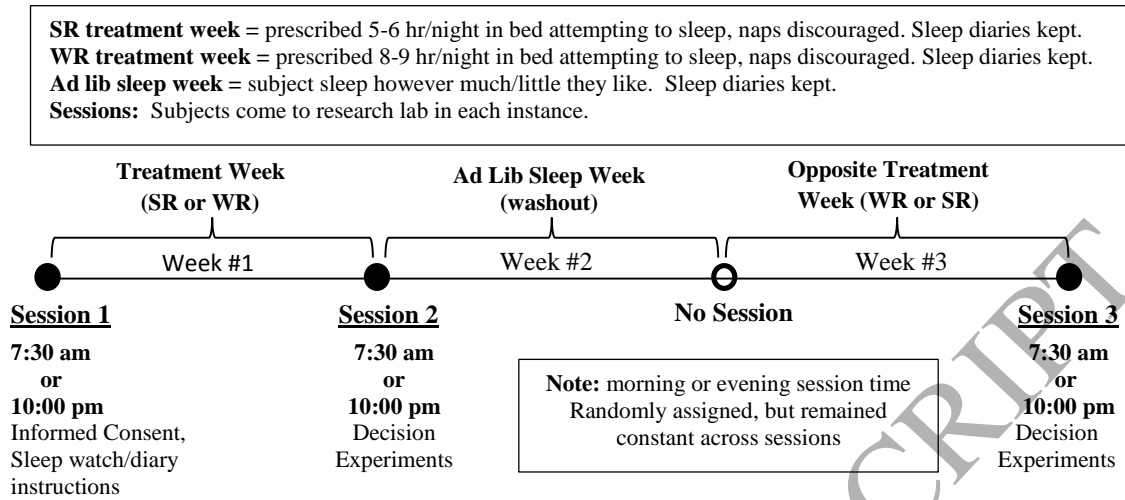 SR treatment week = prescribed 5-6 hr/night in bed attempting to sleep, naps discouraged. Sleep diaries kept.
WR treatment week = prescribed 8-9 hr/night in bed attempting to sleep, naps discouraged. Sleep diaries kept.
Ad lib sleep week = subject sleep however much/little they like.  Sleep diaries kept.
Sessions:  Subjects come to research lab in each instance.
Treatment Week
(SR or WR)
Ad Lib Sleep Week
(washout)
Opposite Treatment
Week (WR or SR)
Week #1
Week #2
Week #3
Session 1
7:30 am
or
10:00 pm
Informed Consent,
Sleep watch/diary
instructions
Session 2
7:30 am
or
10:00 pm
Decision
Experiments
No Session
Note: morning or evening session time
Randomly assigned, but remained
constant across sessions
Session 3
7:30 am
or
10:00 pm
Decision
Experiments
CRIPT